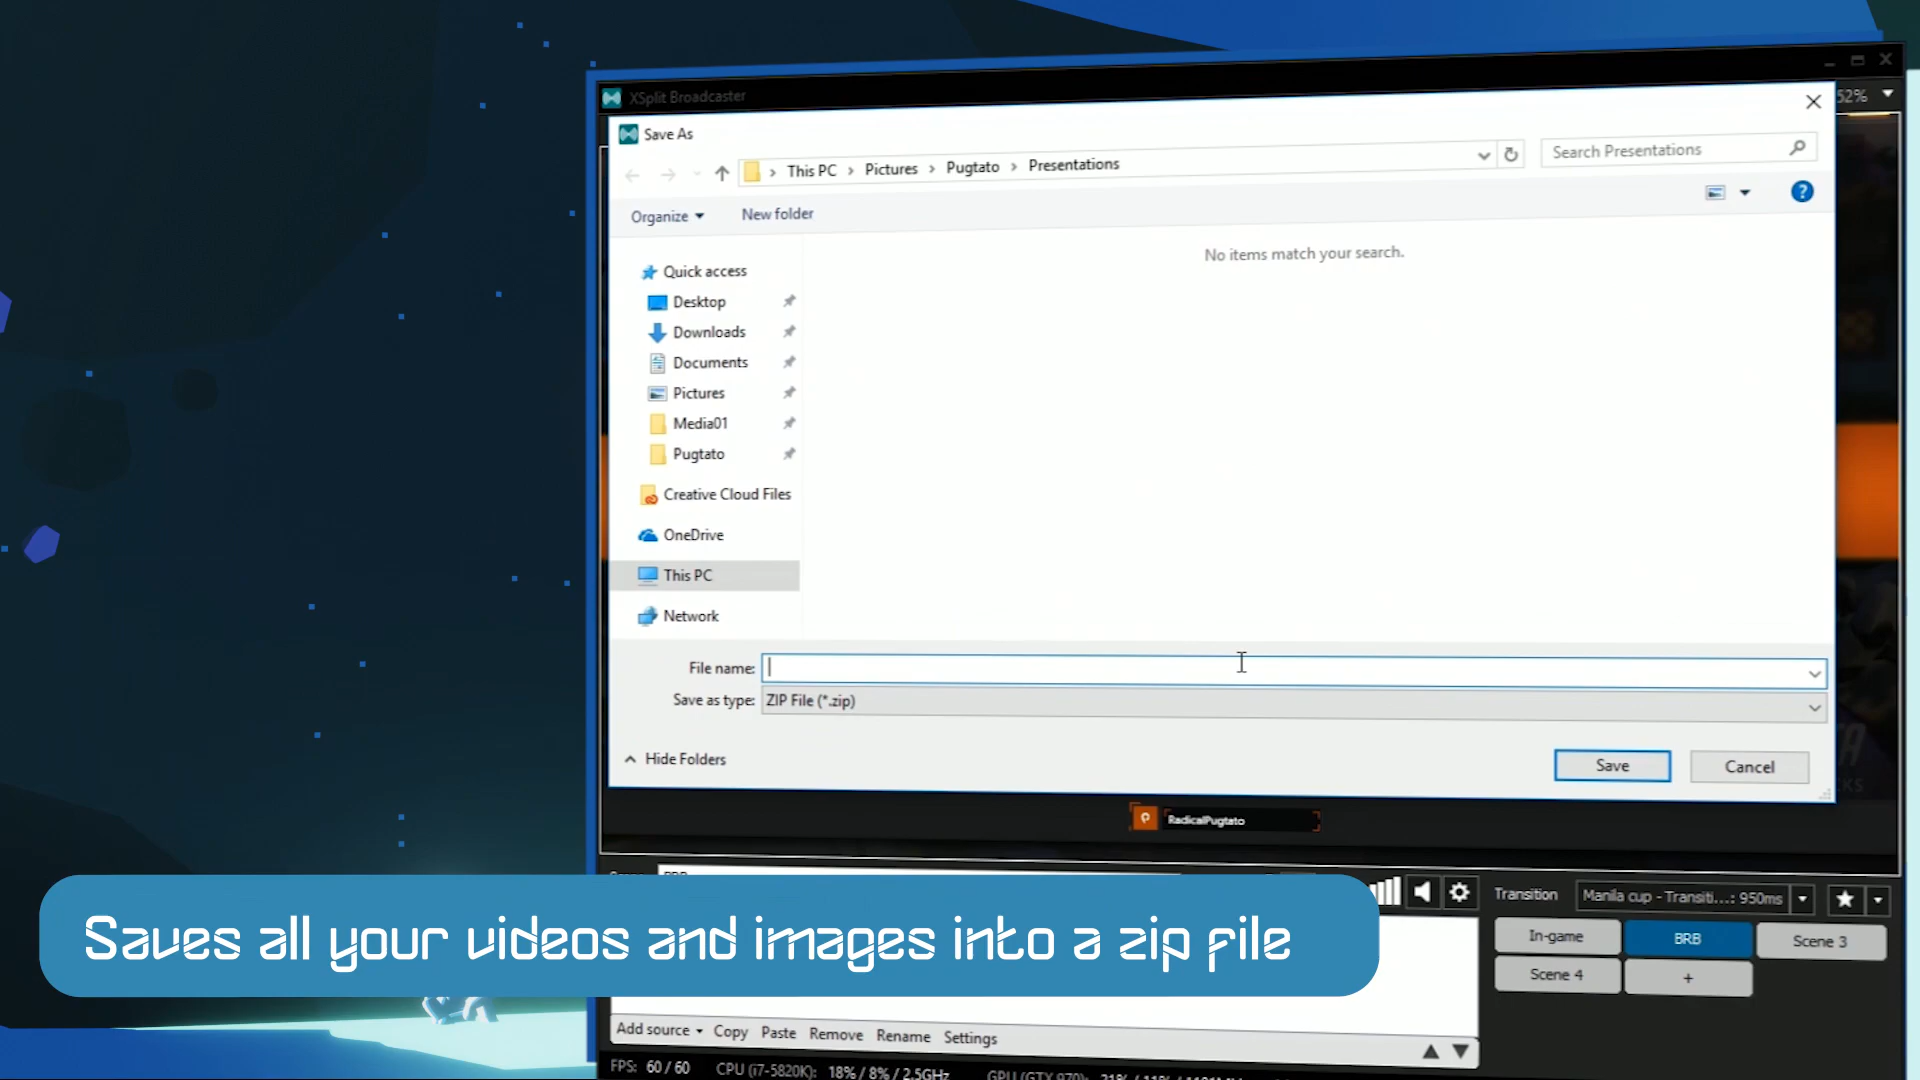 XSplit Broadcaster
52%
Save As
This PC > Pictures > Pugtato > Presentations
Search Presentations
Organize
New folder
No items match your search.
Quick access
Desktop
Downloads
Documents
Pictures
Media01
Pugtato
Creative Cloud Files
OneDrive
This PC
Network
File name:
Save as type: ZIP File (*.zip)
Hide Folders
Save
Cancel
RadicalPugtato
Transition
Manila cup - Transiti...: 950ms
In-game
BRB
Scene 3
Scene 4
+
Saves all your videos and images into a zip file
Add source
Copy
Paste
Remove
Rename
Settings
FPS: 60 / 60
CPU (i7-5820K): 18% / 8% / 2.5GHz